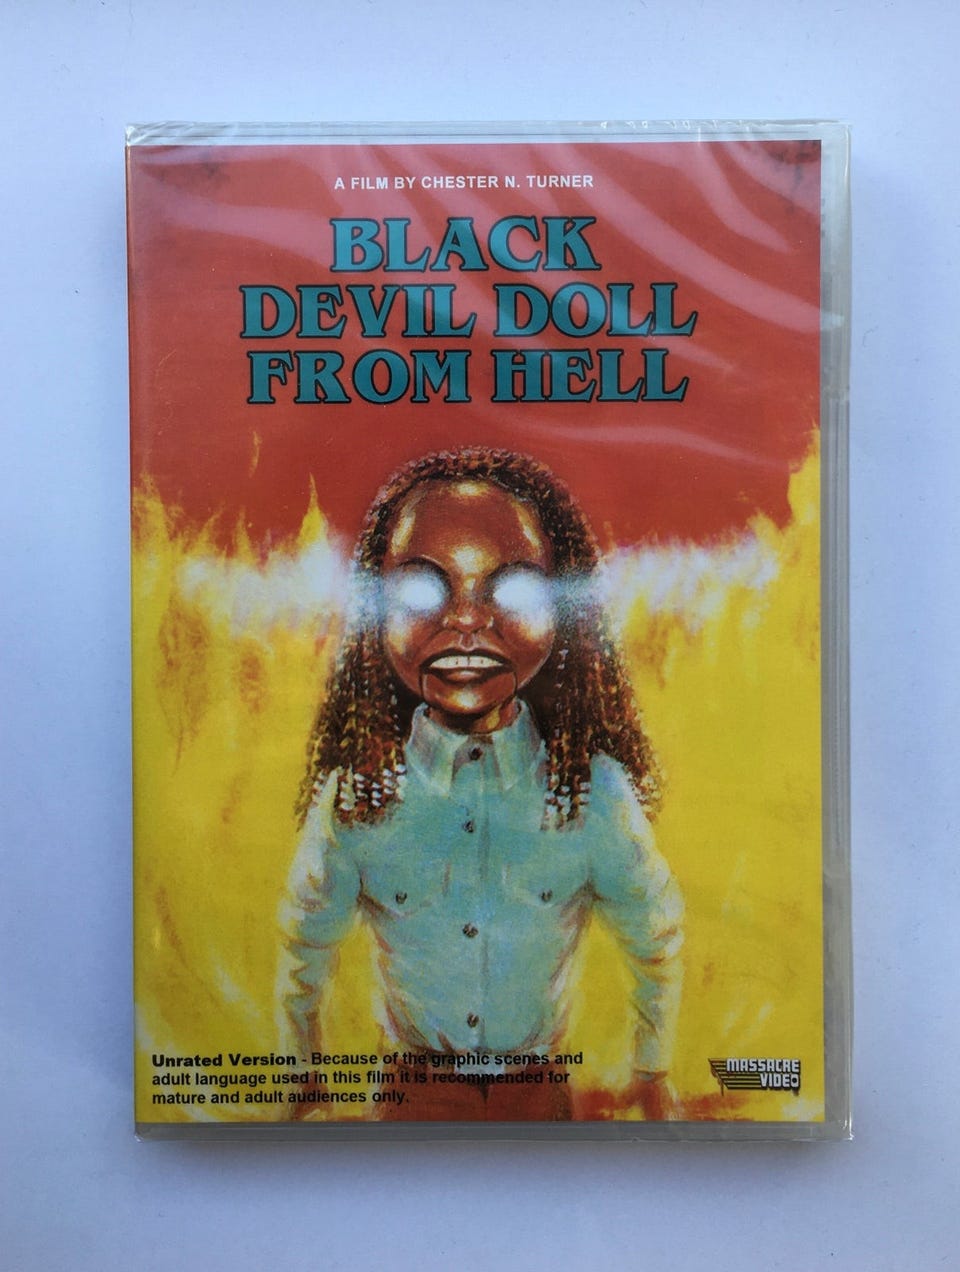 A FILM BY CHESTER N. TURNER
BLACK
DEVIL DOLL
FROM HELL
Unrated Version - Because of the graphic scenes and
adult language used in this film it is recommended for
mature and adult audiences only.
MASSACRE
VIDEO